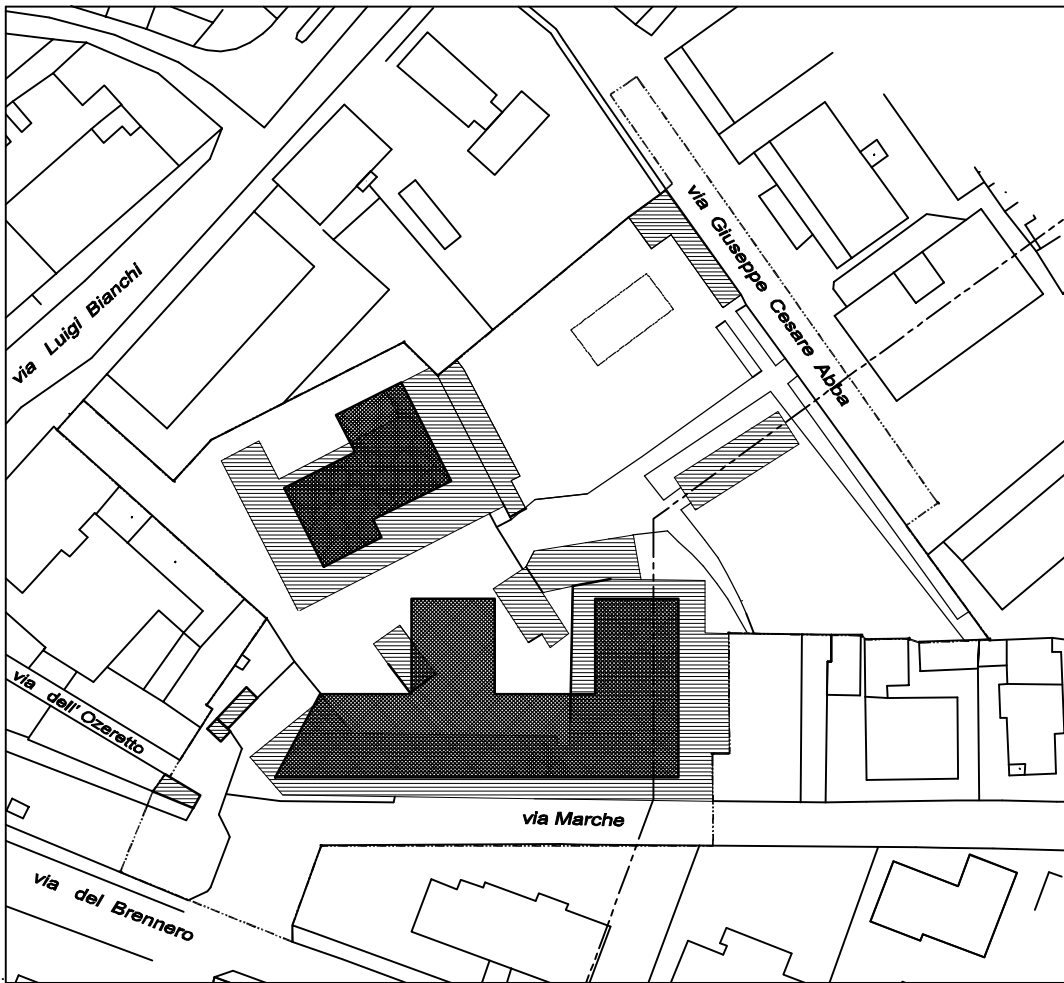 via Giuseppe Cesare Abba
via Luigi Bianchi
via dell' Ozeretto
via Marche
via del Brennero